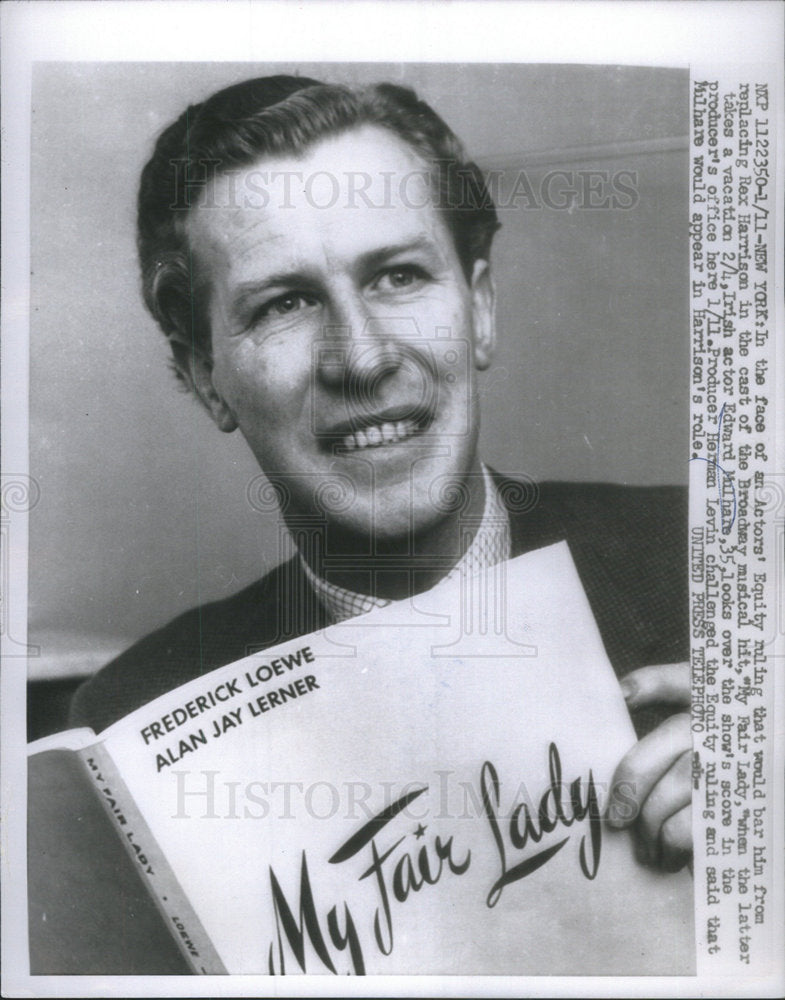 NXP 1122350-1/11-NEW YORK: In the face of an Actors' Equity ruling that would bar him from
replacing Rex Harrison in the cast of the Broadway musical hit, "My Fair Lady," when the latter
takes a vacation 2/4, Irish actor Edward Mulhare, 35, looks over the show's score in the
producer's office here 1/11. Producer Herman Levin challenged the Equity ruling and said that
Milhare would appear in Harrison's role. UNITED PRESS TELEPHOTO
HISTORIC IMAGES
H
FREDERICK LOEWE
ALAN JAY LERNER
My Fair Lady
MY FAIR LADY • LOEWE
HISTORIC IMAGES